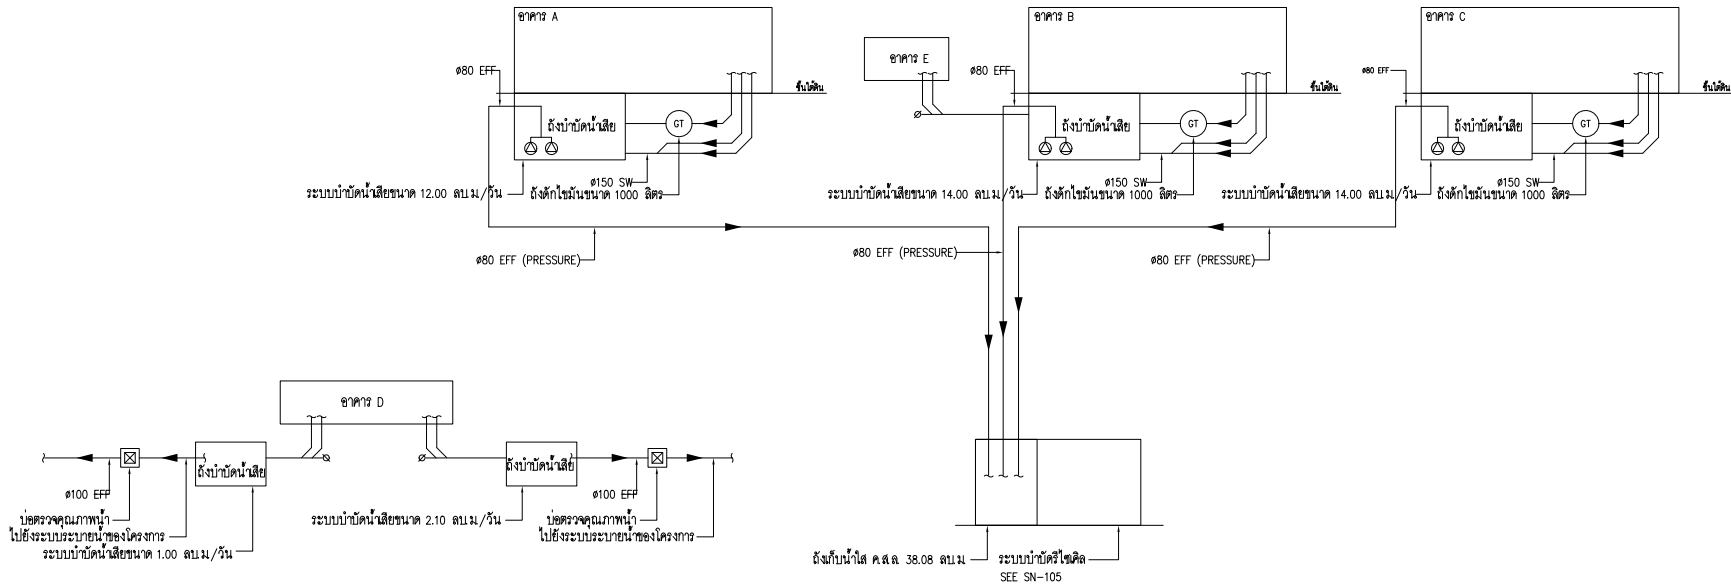 อาคาร A
อาคาร B
อาคาร C
อาคาร E
ø80 EFF
ø80 EFF
ø80 EFF
ชั้นใต้ดิน
ชั้นใต้ดิน
ชั้นใต้ดิน
ถังบำบัดน้ำเสีย
GT
ถังบำบัดน้ำเสีย
GT
ถังบำบัดน้ำเสีย
GT
ø150 SW
ø150 SW
ø150 SW
ระบบบำบัดน้ำเสียขนาด 12.00 ลบ.ม./วัน
ถังดักไขมันขนาด 1000 ลิตร
ระบบบำบัดน้ำเสียขนาด 14.00 ลบ.ม./วัน
ถังดักไขมันขนาด 1000 ลิตร
ระบบบำบัดน้ำเสียขนาด 14.00 ลบ.ม./วัน
ถังดักไขมันขนาด 1000 ลิตร
ø80 EFF (PRESSURE)
ø80 EFF (PRESSURE)
ø80 EFF (PRESSURE)
อาคาร D
ถังบำบัดน้ำเสีย
ถังบำบัดน้ำเสีย
ø100 EFF
ø100 EFF
บ่อตรวจคุณภาพน้ำ
ไปยังระบบระบายน้ำของโครงการ
ระบบบำบัดน้ำเสียขนาด 1.00 ลบ.ม./วัน
ระบบบำบัดน้ำเสียขนาด 2.10 ลบ.ม./วัน
บ่อตรวจคุณภาพน้ำ
ไปยังระบบระบายน้ำของโครงการ
ถังเก็บน้ำใส ค.ส.ล. 38.08 ลบ.ม.
ระบบบำบัดรีไซเคิล
SEE SN-105